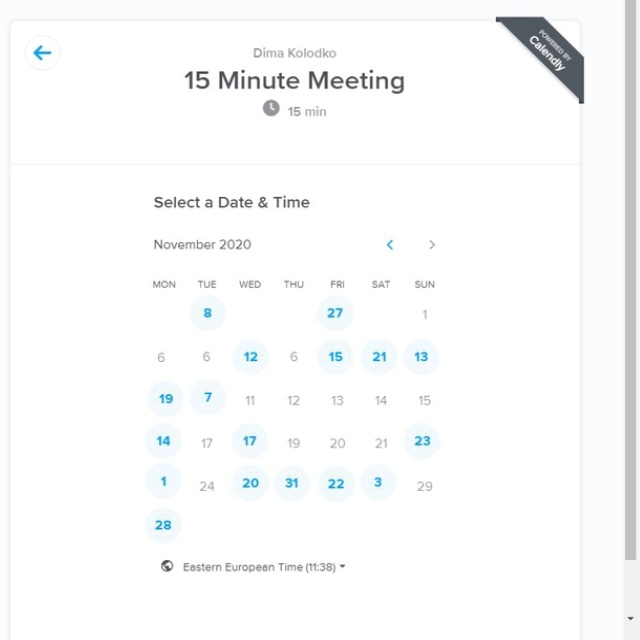 Dima Kolodko
POWERED BY
Calendly
15 Minute Meeting
15 min
Select a Date & Time
November 2020
MON TUE WED THU FRI SAT SUN
8 27 1
6 6 12 6 15 21 13
19 7 11 12 13 14 15
14 17 17 19 20 21 23
1 24 20 31 22 3 29
28
Eastern European Time (11:38)